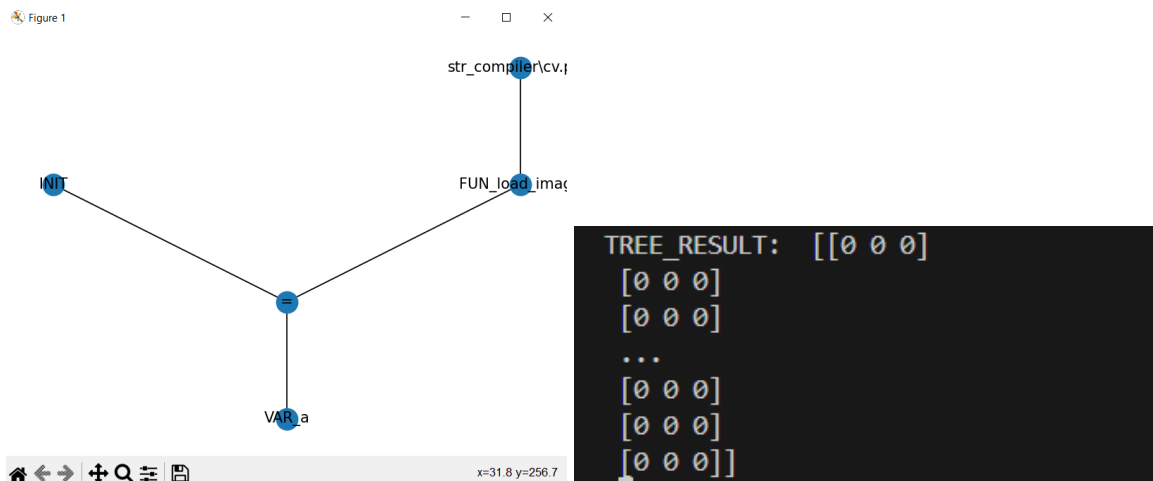 Figure 1
str_compiler\cv.p
INIT
FUN_load_imag
=
VAR_a
x=31.8 y=256.7
TREE_RESULT:  [[0 0 0]
[0 0 0]
[0 0 0]
...
[0 0 0]
[0 0 0]
[0 0 0]]